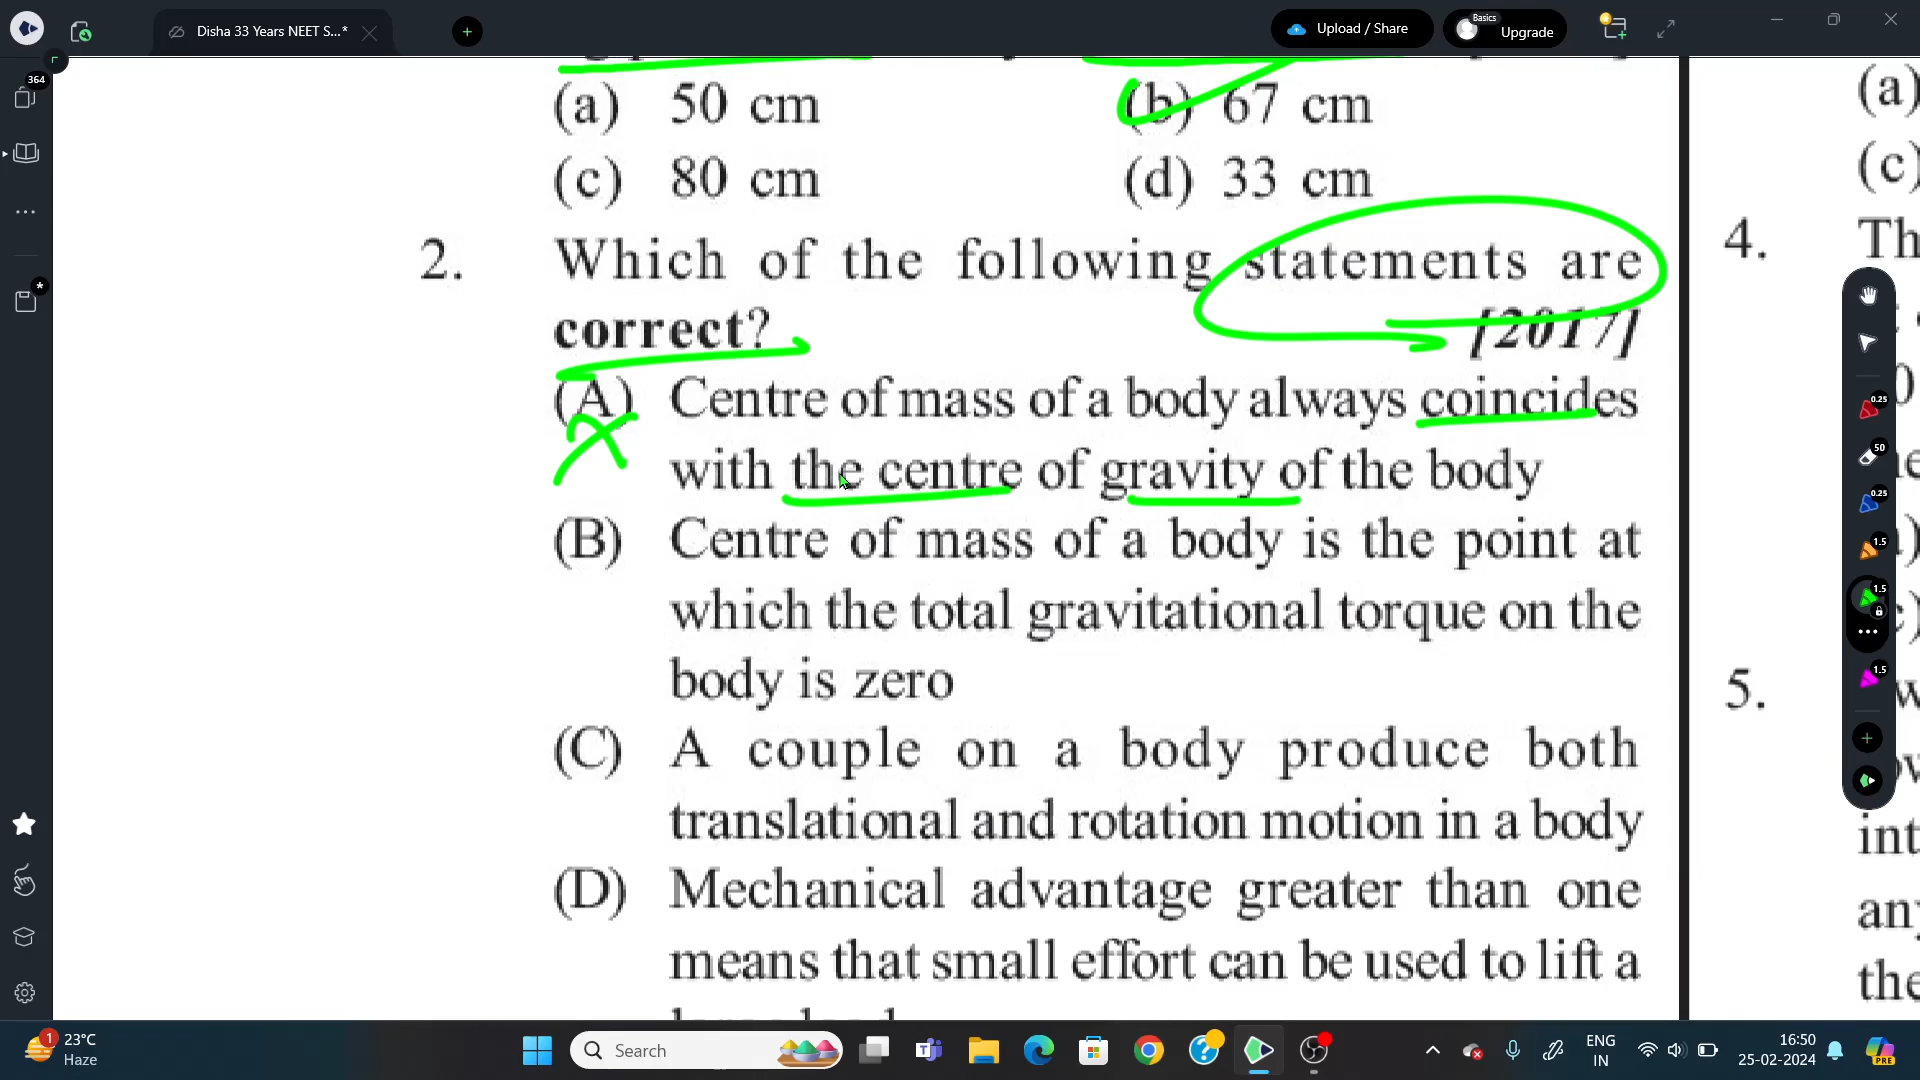 Disha 33 Years NEET S...*
Upload / Share
Basics
Upgrade
364
(a) 50 cm
(b) 67 cm
(c) 80 cm
(d) 33 cm
2. Which of the following statements are
correct? [2017]
(A) Centre of mass of a body always coincides
with the centre of gravity of the body
(B) Centre of mass of a body is the point at
which the total gravitational torque on the
body is zero
(C) A couple on a body produce both
translational and rotation motion in a body
(D) Mechanical advantage greater than one
means that small effort can be used to lift a
(a)
(c)
4. Th
5.
int
any
the
0.25
50
0.25
1.5
1.5
1.5
1
23°C
Haze
Search
ENG
IN
16:50
25-02-2024
PRE